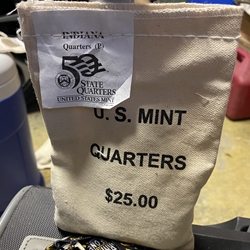 INDIANA
Quarters (P)
50
STATE
QUARTERS
UNITED STATES MINT
U. S. MINT
QUARTERS
$25.00